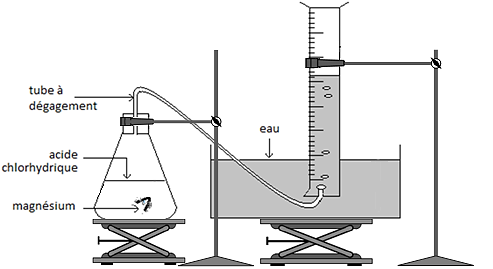 tube à
dégagement
eau
acide
chlorhydrique
magnésium